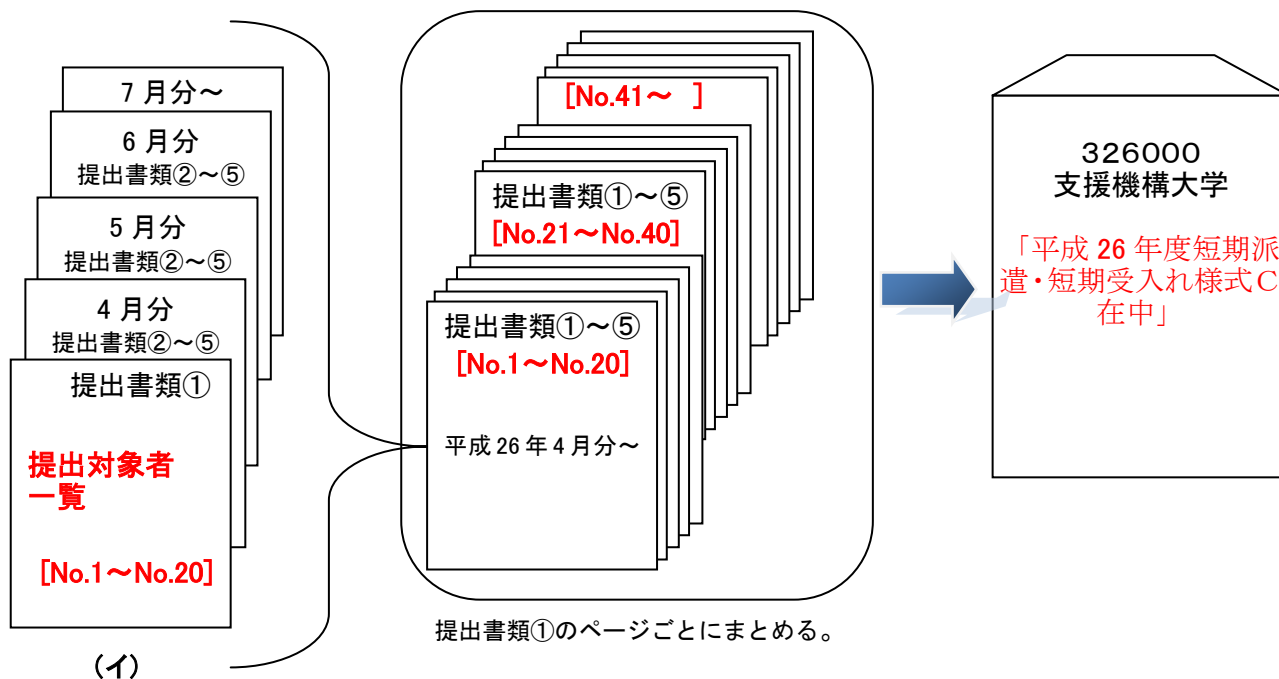 7月分～
6月分
提出書類②～⑤
5月分
提出書類②～⑤
4月分
提出書類②～⑤
提出書類①
提出対象者
一覧
[No.1～No.20]
(イ)
[No.41～ ]
提出書類①～⑤
[No.21～No.40]
提出書類①～⑤
[No.1～No.20]
平成26年4月分～
提出書類①のページごとにまとめる。
326000
支援機構大学
「平成26年度短期派
遣・短期受入れ様式C
在中」